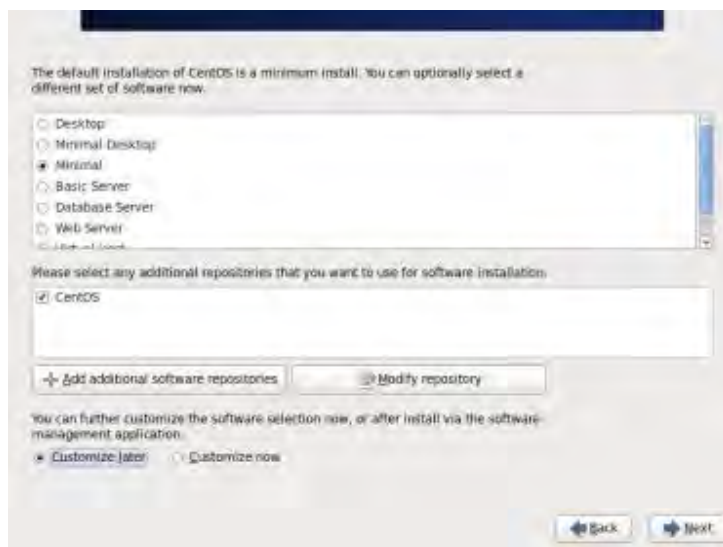 The default installation of CentOS is a minimum install. You can optionally select a
different set of software now.
Desktop
Minimal Desktop
Minimal
Basic Server
Database Server
Web Server
Please select any additional repositories that you want to use for software installation.
CentOS
Add additional software repositories
Modify repository
You can further customize the software selection now, or after install via the software
management application.
Customize later
Customize now
Back
Next